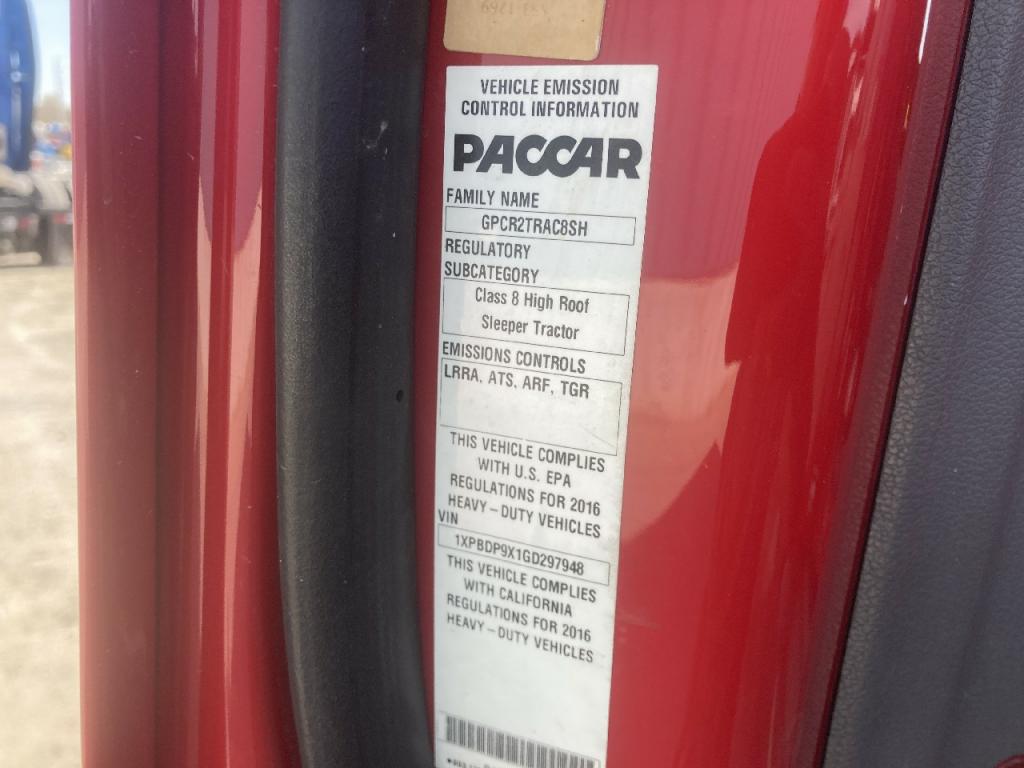 VEHICLE EMISSION
CONTROL INFORMATION
PACCAR
FAMILY NAME
GPCR2TRAC8SH
REGULATORY
SUBCATEGORY
Class 8 High Roof
Sleeper Tractor
EMISSIONS CONTROLS
LRRA, ATS, ARF, TGR
THIS VEHICLE COMPLIES
WITH U.S. EPA
REGULATIONS FOR 2016
HEAVY-DUTY VEHICLES
VIN
1XPBDP9X1GD297948
THIS VEHICLE COMPLIES
WITH CALIFORNIA
REGULATIONS FOR 2016
HEAVY-DUTY VEHICLES